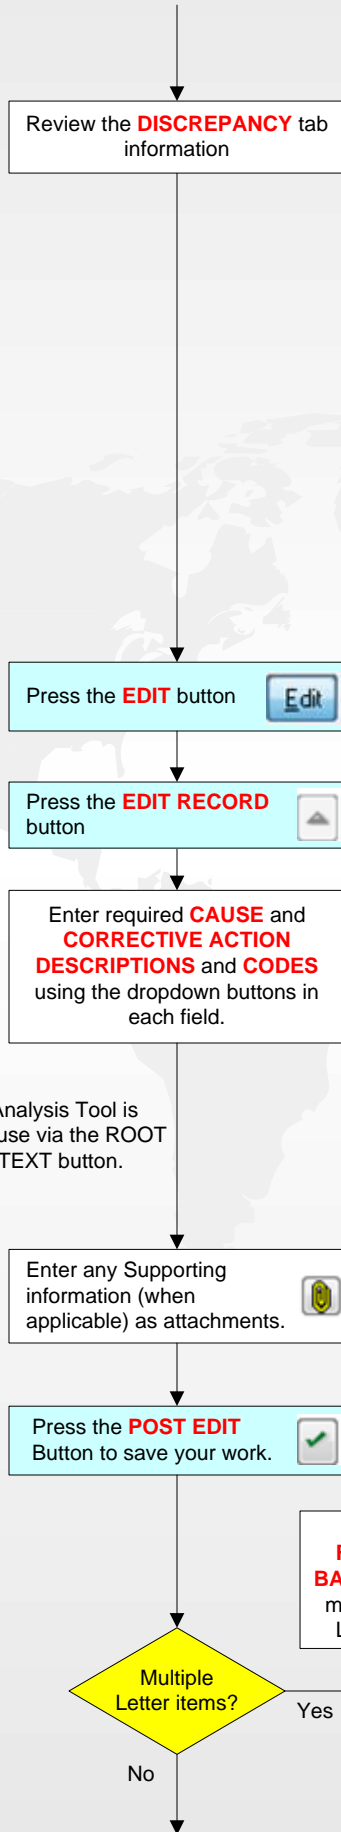 Review the DISCREPANCY tab
information
Press the EDIT button
Edit
Press the EDIT RECORD
button
Enter required CAUSE and
CORRECTIVE ACTION
DESCRIPTIONS and CODES
using the dropdown buttons in
each field.
Analysis Tool is
use via the ROOT
TEXT button.
Enter any Supporting
information (when
applicable) as attachments.
Press the POST EDIT
Button to save your work.
Multiple
Letter items?
Yes
No